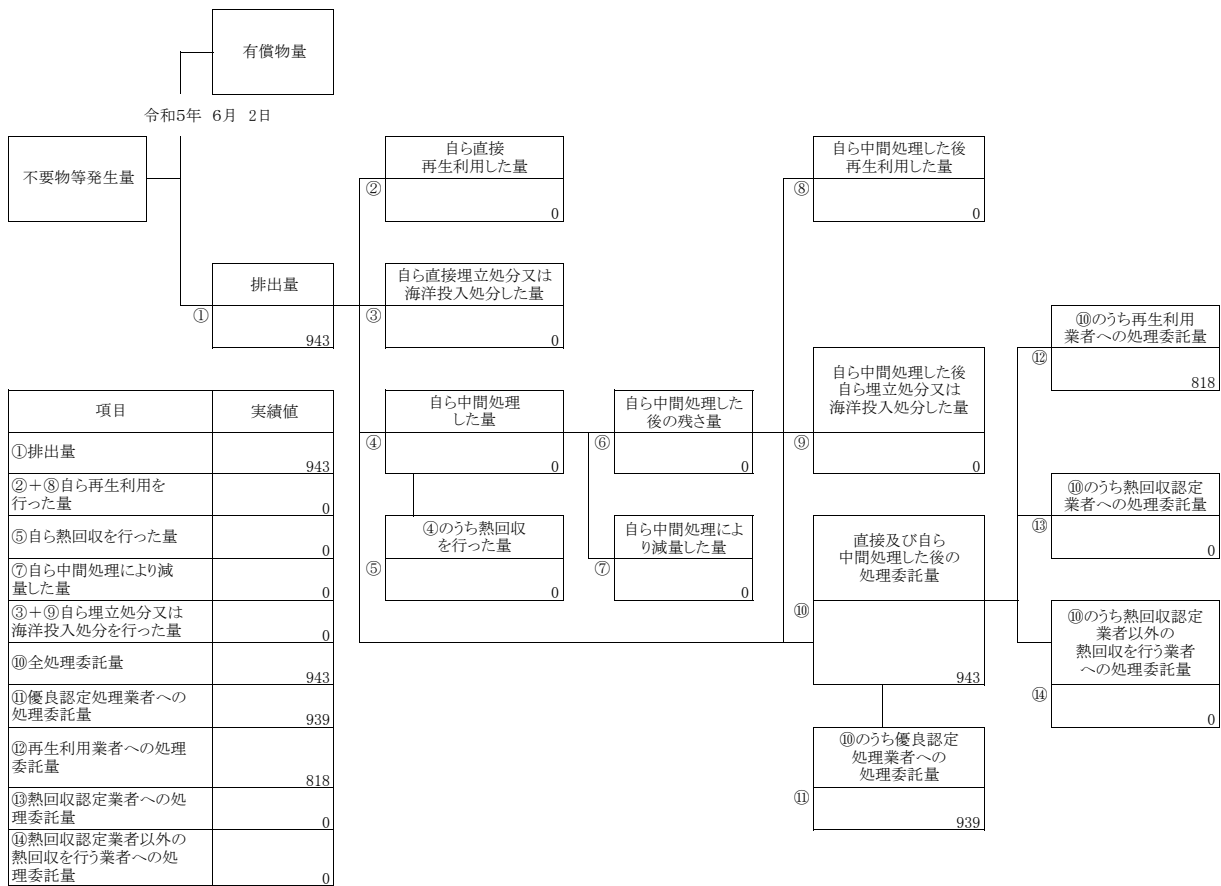 有償物量
令和5年 6月 2日
不要物等発生量
自ら直接
再生利用した量
②
0
自ら中間処理した後
再生利用した量
⑧
0
排出量
①
943
自ら直接埋立処分又は
海洋投入処分した量
③
0
⑩のうち再生利用
業者への処理委託量
⑫
818
自ら中間処理
した量
④
0
自ら中間処理した
後の残さ量
⑥
0
自ら中間処理した後
自ら埋立処分又は
海洋投入処分した量
⑨
0
⑩のうち熱回収認定
業者への処理委託量
⑬
0
④のうち熱回収
を行った量
⑤
0
自ら中間処理によ
り減量した量
⑦
0
直接及び自ら
中間処理した後の
処理委託量
⑩
943
⑩のうち熱回収認定
業者以外の
熱回収を行う業者
への処理委託量
⑭
0
⑩のうち優良認定
処理業者への
処理委託量
⑪
939
項目 実績値
①排出量
943
②+⑧自ら再生利用を
行った量
0
⑤自ら熱回収を行った量
0
⑦自ら中間処理により減
量した量
0
③+⑨自ら埋立処分又は
海洋投入処分を行った量
0
⑩全処理委託量
943
⑪優良認定処理業者への
処理委託量
939
⑫再生利用業者への処理
委託量
818
⑬熱回収認定業者への処
理委託量
0
⑭熱回収認定業者以外の
熱回収を行う業者への処
理委託量
0